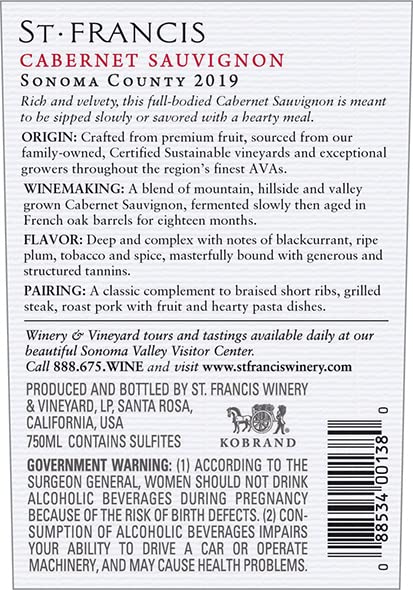 ST·FRANCIS
CABERNET SAUVIGNON
SONOMA COUNTY 2019
Rich and velvety, this full-bodied Cabernet Sauvignon is meant
to be sipped slowly or savored with a hearty meal.
ORIGIN: Crafted from premium fruit, sourced from our
family-owned, Certified Sustainable vineyards and exceptional
growers throughout the region's finest AVAs.
WINEMAKING: A blend of mountain, hillside and valley
grown Cabernet Sauvignon, fermented slowly then aged in
French oak barrels for eighteen months.
FLAVOR: Deep and complex with notes of blackcurrant, ripe
plum, tobacco and spice, masterfully bound with generous and
structured tannins.
PAIRING: A classic complement to braised short ribs, grilled
steak, roast pork with fruit and hearty pasta dishes.
Winery & Vineyard tours and tastings available daily at our
beautiful Sonoma Valley Visitor Center.
Call 888.675.WINE and visit www.stfranciswinery.com
PRODUCED AND BOTTLED BY ST. FRANCIS WINERY
& VINEYARD, LP, SANTA ROSA,
CALIFORNIA, USA
750ML CONTAINS SULFITES
KOBRAND
GOVERNMENT WARNING: (1) ACCORDING TO THE
SURGEON GENERAL, WOMEN SHOULD NOT DRINK
ALCOHOLIC BEVERAGES DURING PREGNANCY
BECAUSE OF THE RISK OF BIRTH DEFECTS. (2) CON-
SUMPTION OF ALCOHOLIC BEVERAGES IMPAIRS
YOUR ABILITY TO DRIVE A CAR OR OPERATE
MACHINERY, AND MAY CAUSE HEALTH PROBLEMS.
0 88534 00138 0